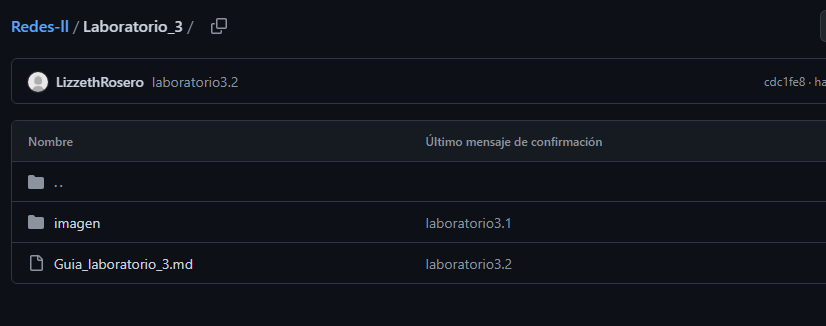 Redes-ll / Laboratorio_3 /
LizzethRosero laboratorio3.2 cdc1fe8 · ha
Nombre Último mensaje de confirmación
..
imagen laboratorio3.1
Guia_laboratorio_3.md laboratorio3.2